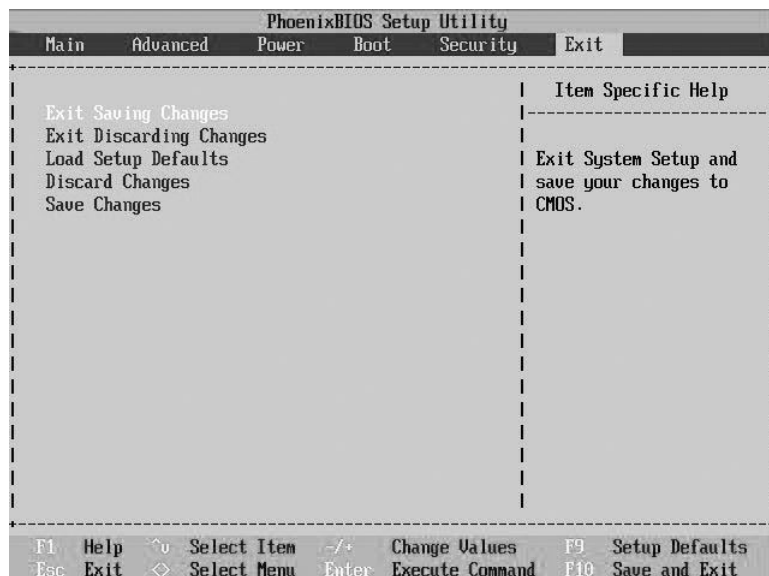 PhoenixBIOS Setup Utility
Main Advanced Power Boot Security Exit
Item Specific Help
Exit Saving Changes
Exit Discarding Changes
Load Setup Defaults
Discard Changes
Save Changes
Exit System Setup and
save your changes to
CMOS.
F1 Help ^v Select Item -/+ Change Values F9 Setup Defaults
Esc Exit <> Select Menu Enter Execute Command F10 Save and Exit